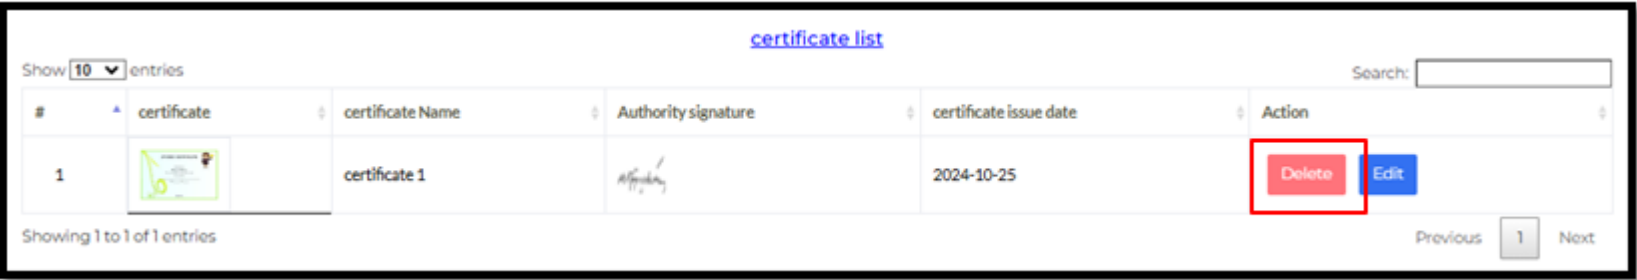 certificate list
Show 10 entries
Search:
# certificate certificate Name Authority signature certificate issue date Action
1 certificate 1 2024-10-25 Delete Edit
Showing 1 to 1 of 1 entries
Previous 1 Next